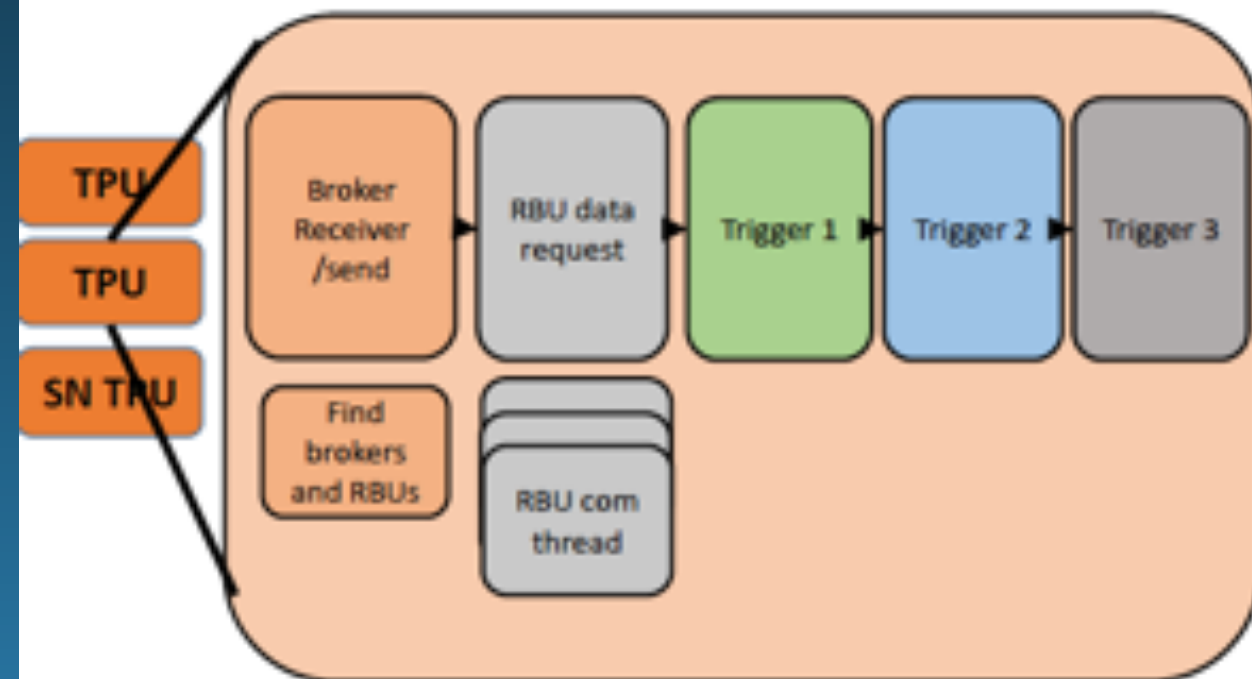 TPU
TPU
SN TPU
Broker
Receiver
/send
RBU data
request
Trigger 1
Trigger 2
Trigger 3
Find
brokers
and RBUs
RBU com
thread